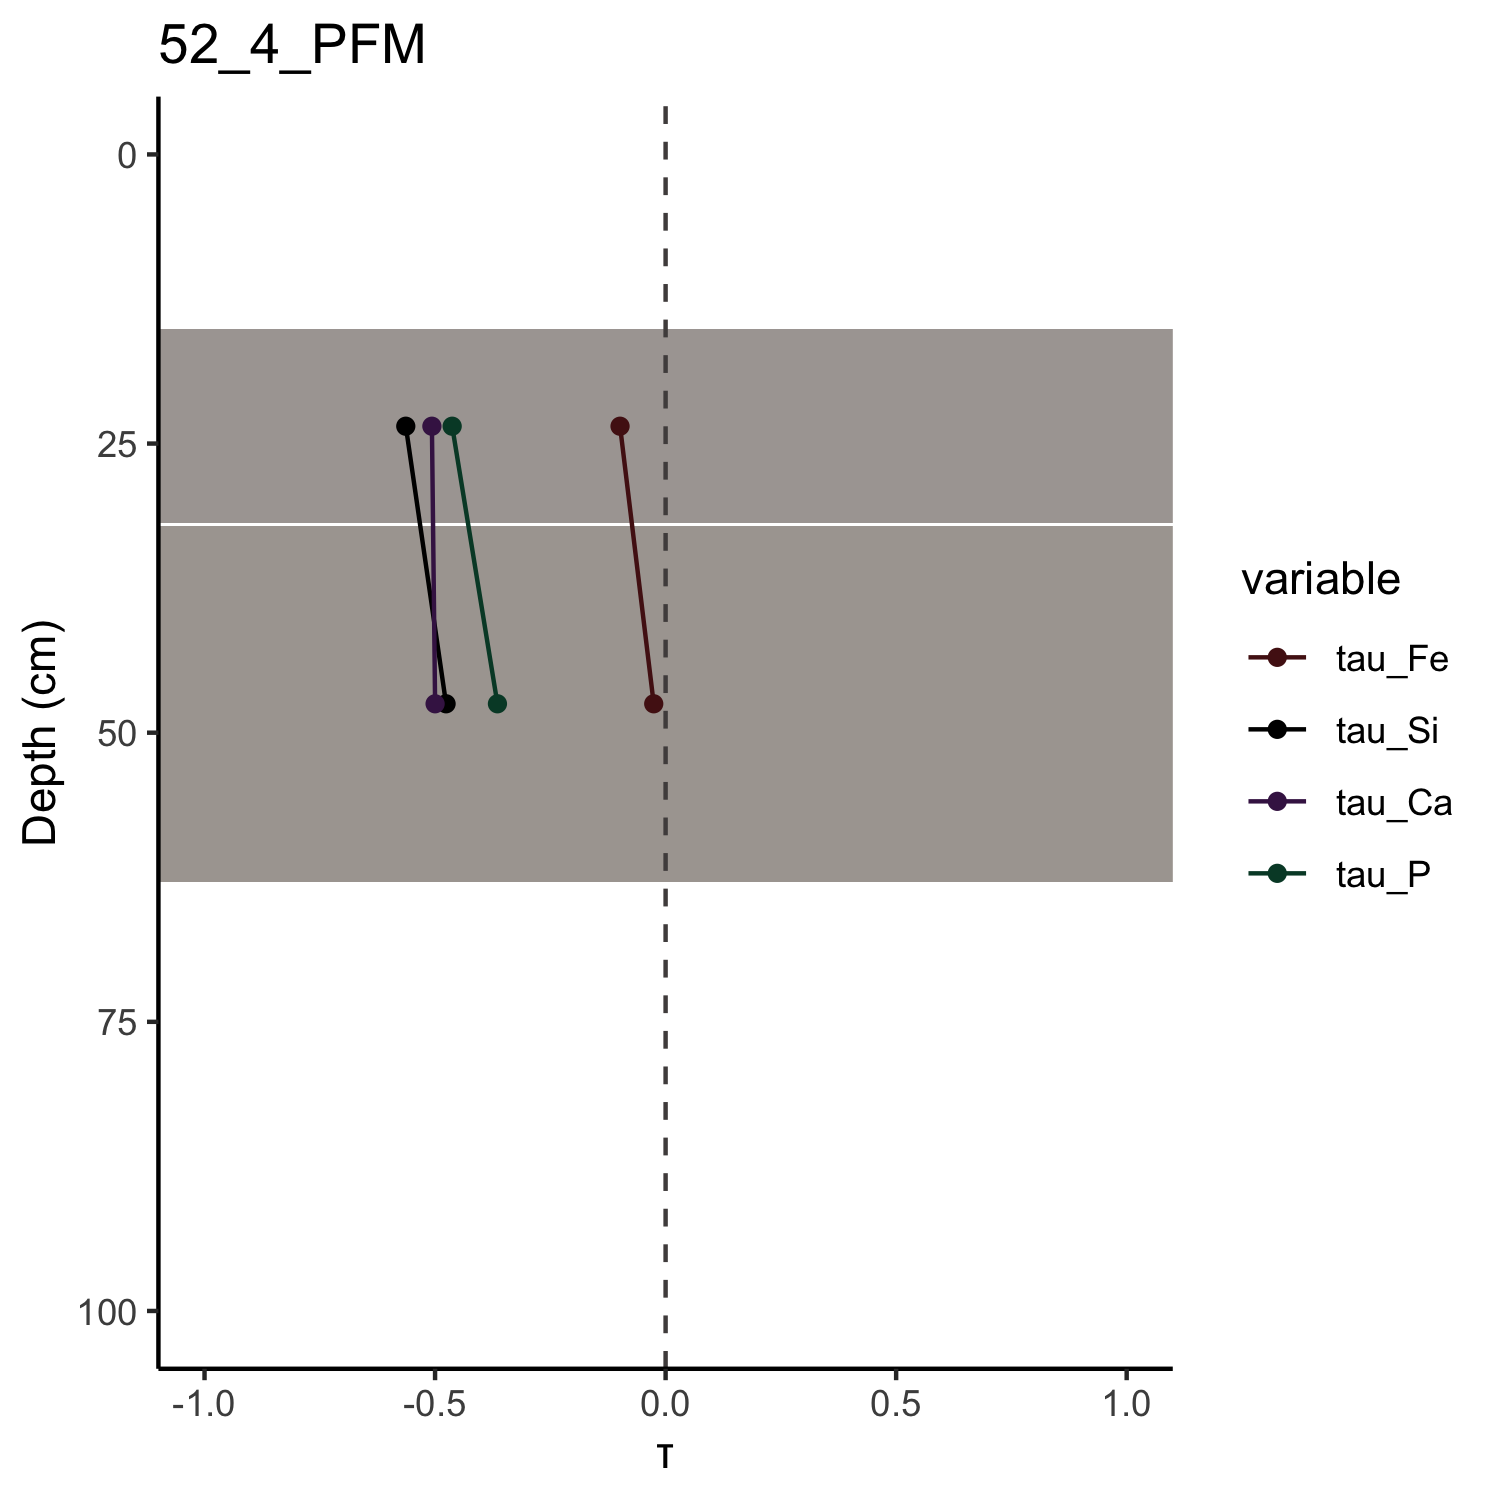 52_4_PFM
0
25
50
75
100
Depth (cm)
-1.0 -0.5 0.0 0.5 1.0
τ
variable
tau_Fe
tau_Si
tau_Ca
tau_P